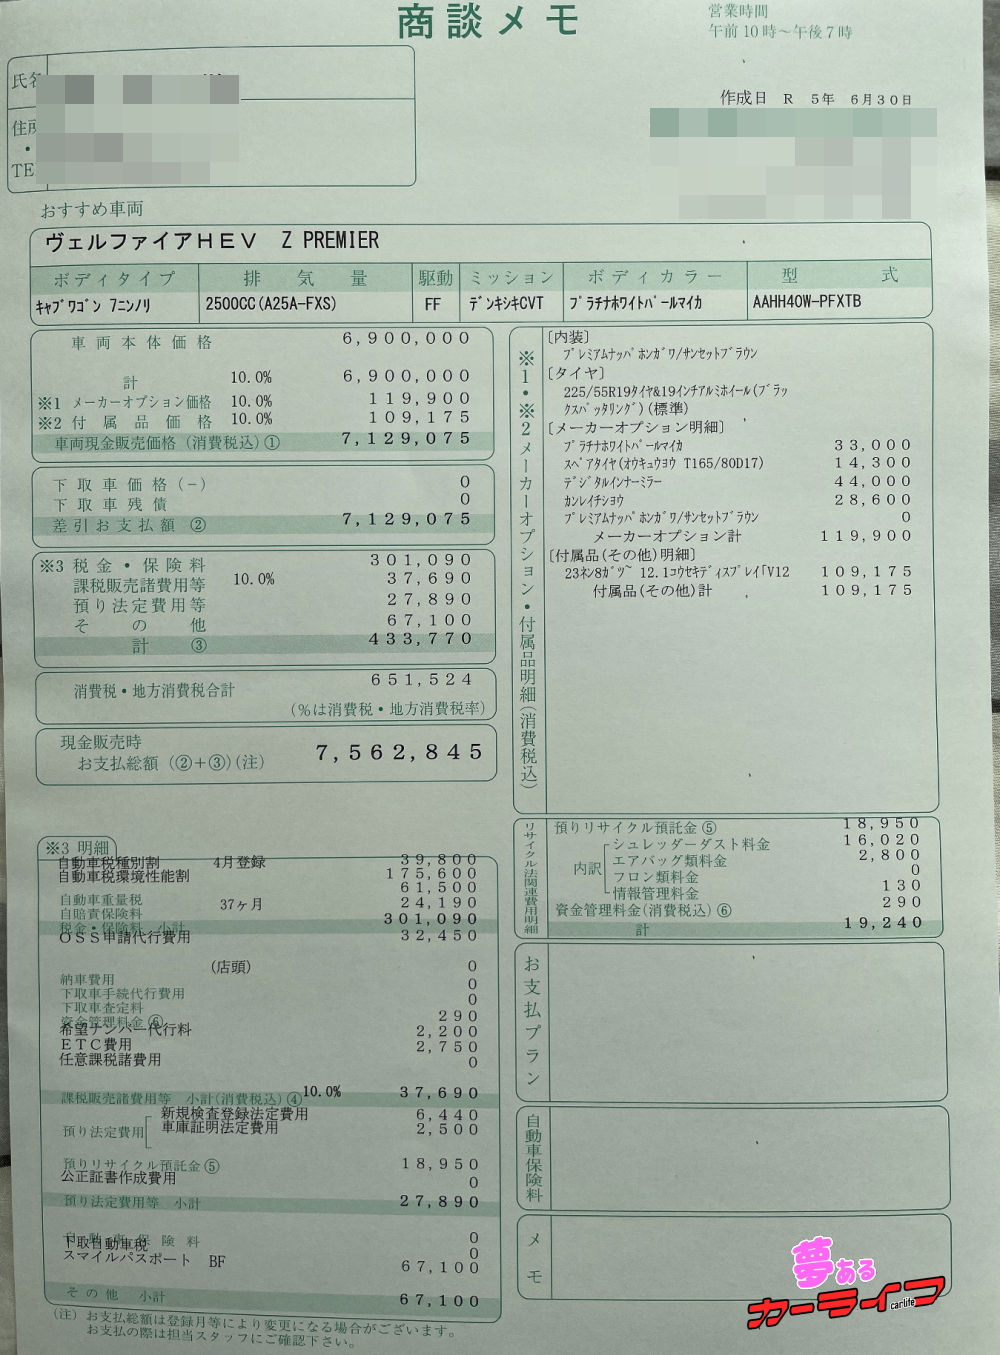 商談メモ
営業時間
午前10時～午後7時
氏名
住所
・
TE
作成日 R 5年 6月30日
おすすめ車両
ヴェルファイアHEV Z PREMIER
ボディタイプ 排気量 駆動 ミッション ボディカラー 型式
ｷｬﾌﾞﾜｺﾞﾝ 7ﾆﾝﾉﾘ 2500CC(A25A-FXS) FF ﾃﾞﾝｷｼｷCVT ﾌﾟﾗﾁﾅﾎﾜｲﾄﾊﾟｰﾙﾏｲｶ AAHH40W-PFXTB
車両本体価格 6,900,000
計 10.0% 6,900,000
※1 メーカーオプション価格 10.0% 119,900
※2 付属品価格 10.0% 109,175
車両現金販売価格（消費税込）① 7,129,075
下取車価格(－) 0
下取車残債 0
差引お支払額 ② 7,129,075
※3 税金・保険料 301,090
課税販売諸費用等 10.0% 37,690
預り法定費用等 27,890
その他 67,100
計 ③ 433,770
消費税・地方消費税合計 651,524
（％は消費税・地方消費税率）
現金販売時
お支払総額（②＋③）(注) 7,562,845
※1・※2メーカーオプション・付属品明細（消費税込）
[内装]
ﾌﾟﾚﾐｱﾑﾅｯﾊﾟﾎﾝｶﾞﾜ/ｻﾝｾｯﾄﾌﾞﾗｳﾝ
[タイヤ]
225/55R19ﾀｲﾔ&19ｲﾝﾁｱﾙﾐﾎｲｰﾙ(ﾌﾞﾗｯ
ｸｽﾊﾟｯﾀﾘﾝｸﾞ)(標準)
[メーカーオプション明細]
ﾌﾟﾗﾁﾅﾎﾜｲﾄﾊﾟｰﾙﾏｲｶ 33,000
ｽﾍﾟｱﾀｲﾔ(ｵｳｷｭｳﾖｳ T165/80D17) 14,300
ﾃﾞｼﾞﾀﾙｲﾝﾅｰﾐﾗｰ 44,000
ｶﾝﾚｲﾁｼﾖｳ 28,600
ﾌﾟﾚﾐｱﾑﾅｯﾊﾟﾎﾝｶﾞﾜ/ｻﾝｾｯﾄﾌﾞﾗｳﾝ 0
メーカーオプション計 119,900
[付属品(その他)明細]
23ﾈﾝ8ｶﾞﾂ~ 12.1ｺｳｾｷﾃﾞｨｽﾌﾟﾚｲ｢V12 109,175
付属品(その他)計 109,175
リサイクル法関連費用明細
預りリサイクル預託金⑤ 18,950
内訳
シュレッダーダスト料金 16,020
エアバッグ類料金 2,800
フロン類料金 0
情報管理料金 130
資金管理料金(消費税込)⑥ 290
計 19,240
※3 明細
自動車税種別割 4月登録 39,800
自動車税環境性能割 175,600
自動車重量税 61,500
自賠責保険料 37ヶ月 24,190
税金・保険料 小計 301,090
OSS申請代行費用 32,450
(店頭)
納車費用 0
下取車手続代行費用 0
下取車査定料 0
資金管理料金⑥ 290
希望ナンバー代行料 2,200
ETC費用 2,750
任意課税諸費用 0
課税販売諸費用等 小計(消費税込)④ 10.0% 37,690
預り法定費用
新規検査登録法定費用 6,440
車庫証明法定費用 2,500
預りリサイクル預託金⑤ 18,950
公正証書作成費用 0
預り法定費用等 小計 27,890
自動車保険料 0
下取自動車税 0
スマイルパスポート BF 67,100
その他 小計 67,100
（注）お支払総額は登録月等により変更になる場合がございます。
お支払の際は担当スタッフにご確認下さい。
お支払プラン
自動車保険料
メモ
夢ある
カーライフ
carlife